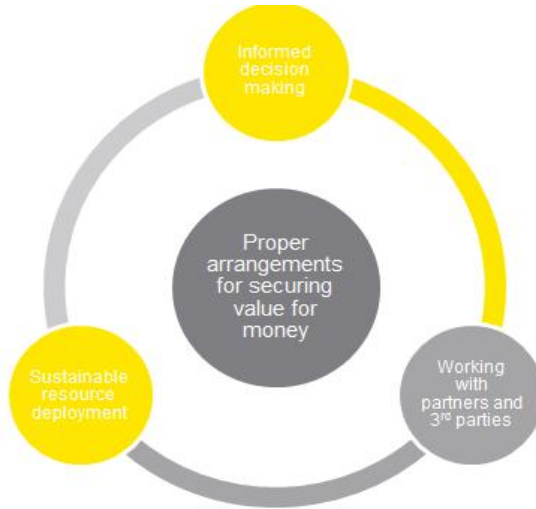 Informed
decision
making
Proper
arrangements
for securing
value for
money
Sustainable
resource
deployment
Working
with
partners and
3rd parties